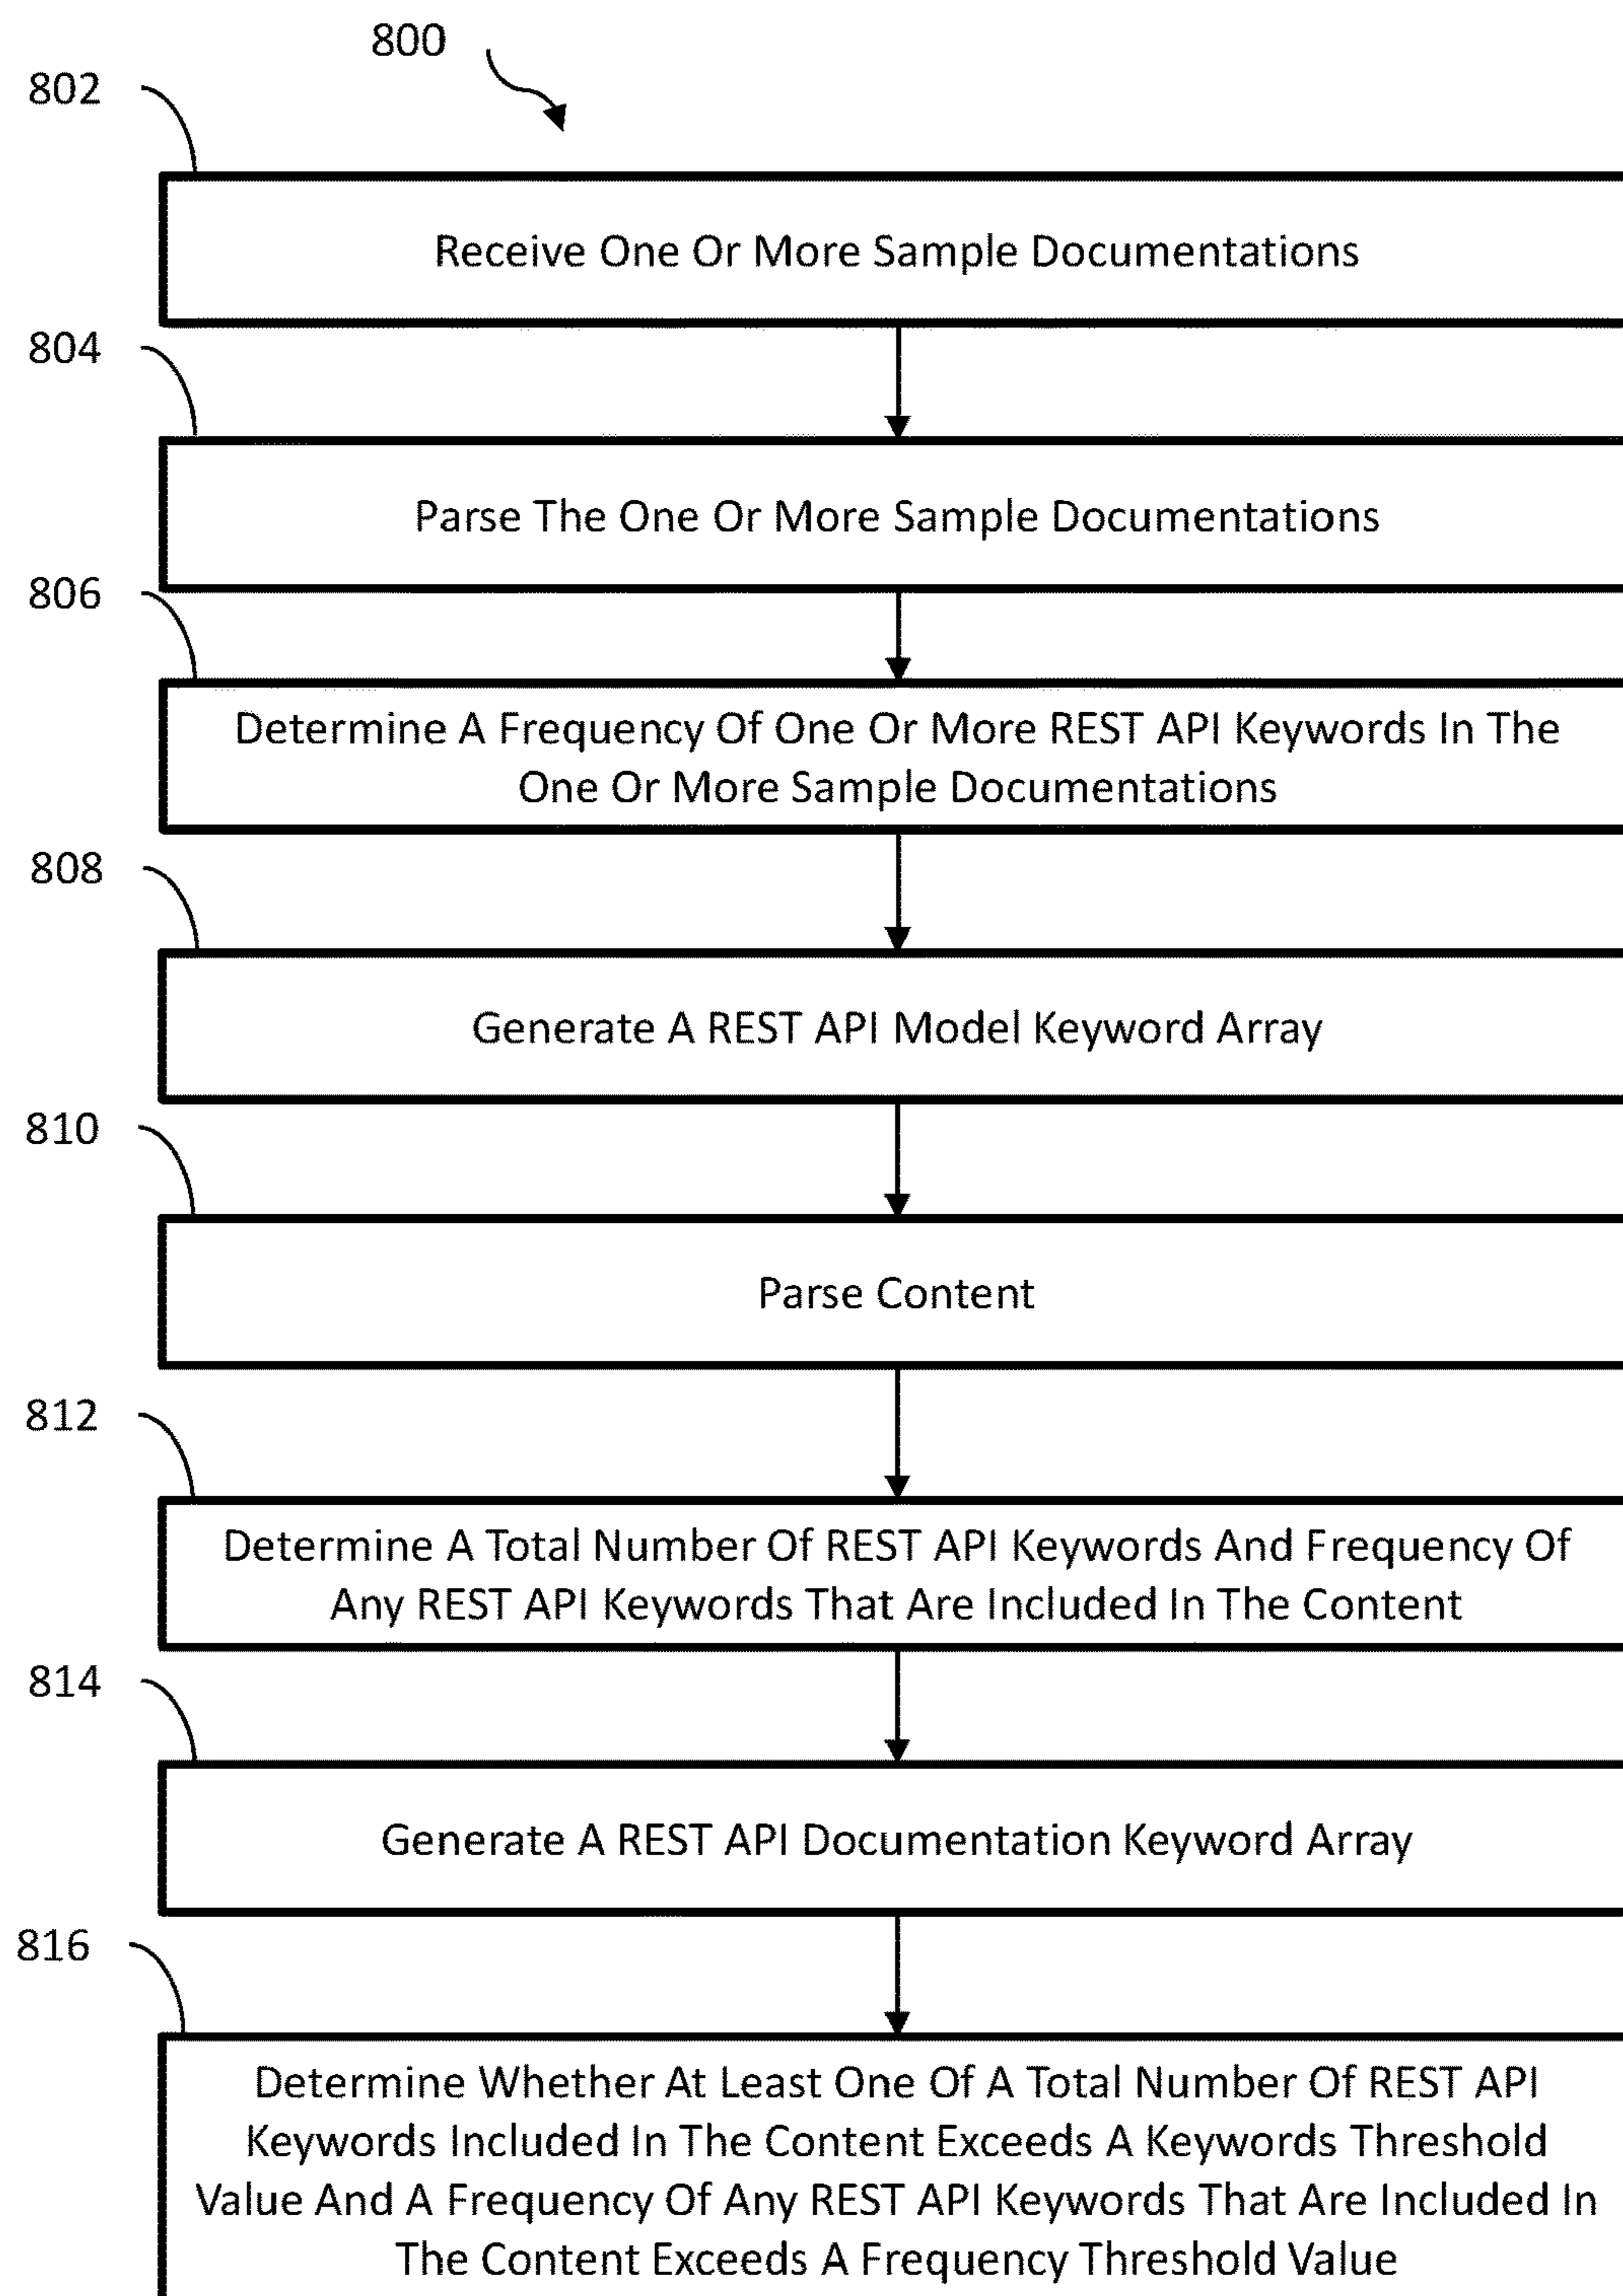 800
802
Receive One Or More Sample Documentations
804
Parse The One Or More Sample Documentations
806
Determine A Frequency Of One Or More REST API Keywords In The
One Or More Sample Documentations
808
Generate A REST API Model Keyword Array
810
Parse Content
812
Determine A Total Number Of REST API Keywords And Frequency Of
Any REST API Keywords That Are Included In The Content
814
Generate A REST API Documentation Keyword Array
816
Determine Whether At Least One Of A Total Number Of REST API
Keywords Included In The Content Exceeds A Keywords Threshold
Value And A Frequency Of Any REST API Keywords That Are Included In
The Content Exceeds A Frequency Threshold Value